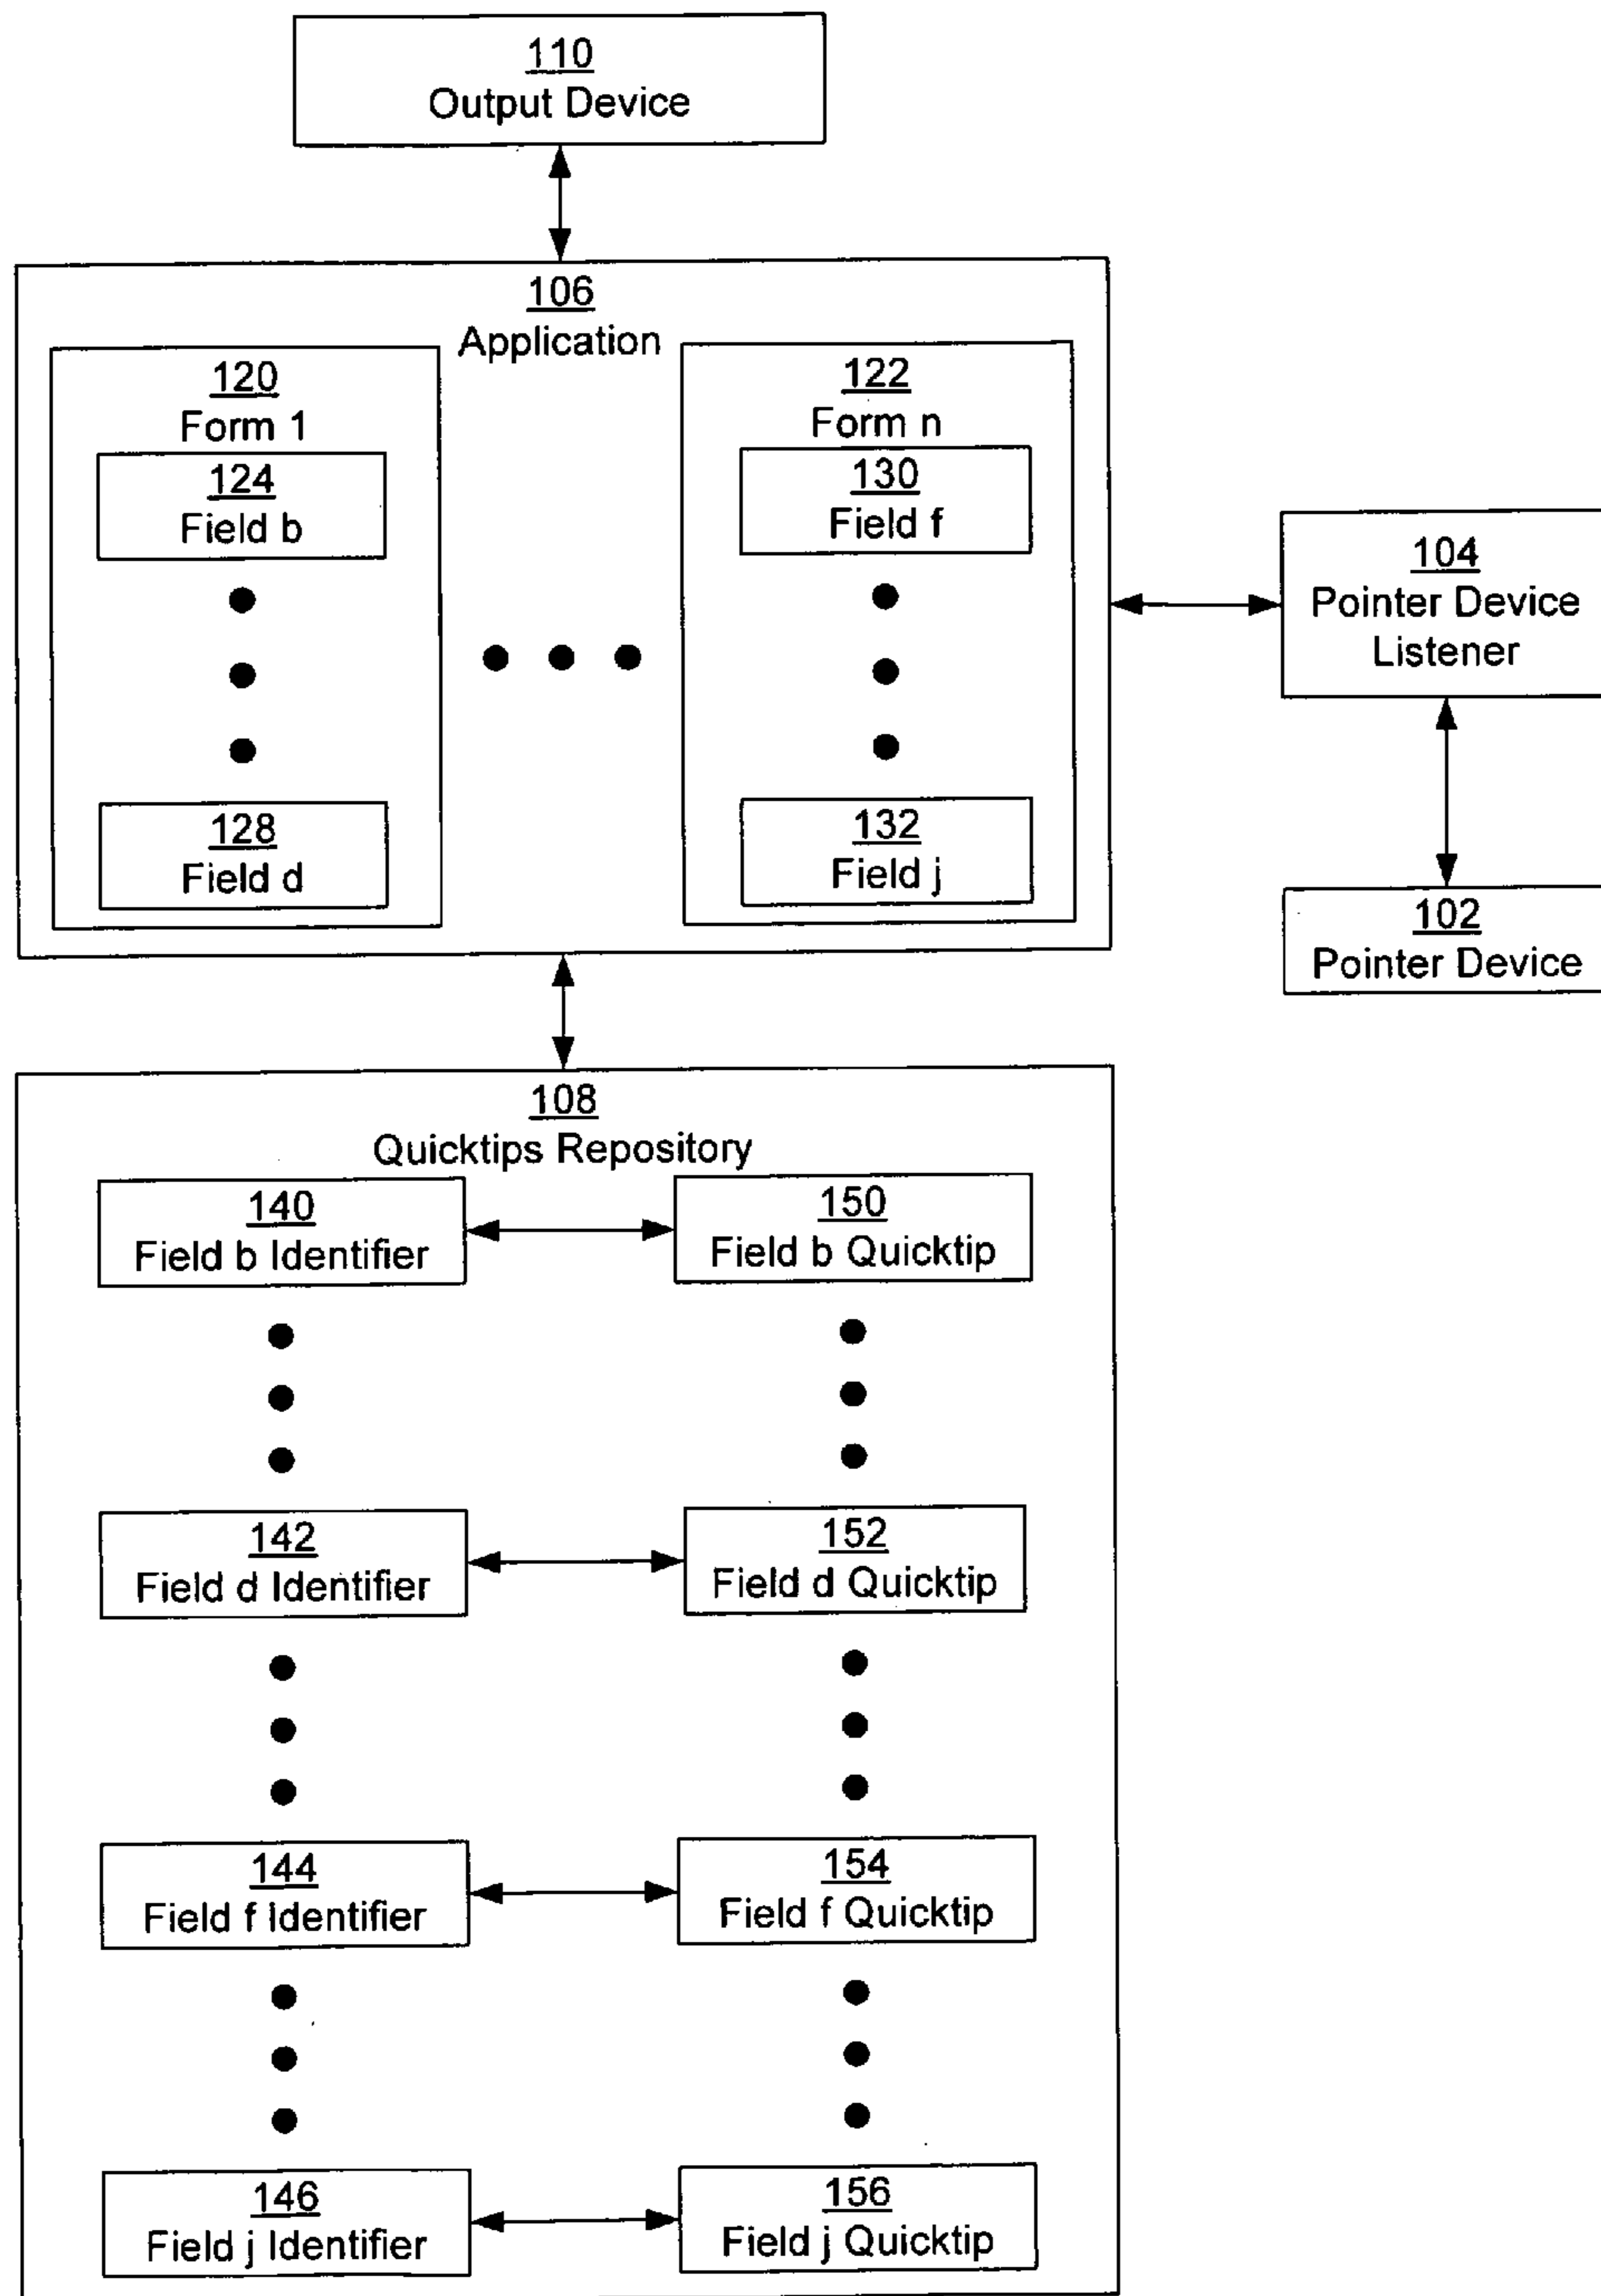 110
Output Device
106
Application
120
Form 1
124
Field b
128
Field d
122
Form n
130
Field f
132
Field j
104
Pointer Device
Listener
102
Pointer Device
108
Quicktips Repository
140
Field b Identifier
150
Field b Quicktip
142
Field d Identifier
152
Field d Quicktip
144
Field f Identifier
154
Field f Quicktip
146
Field j Identifier
156
Field j Quicktip